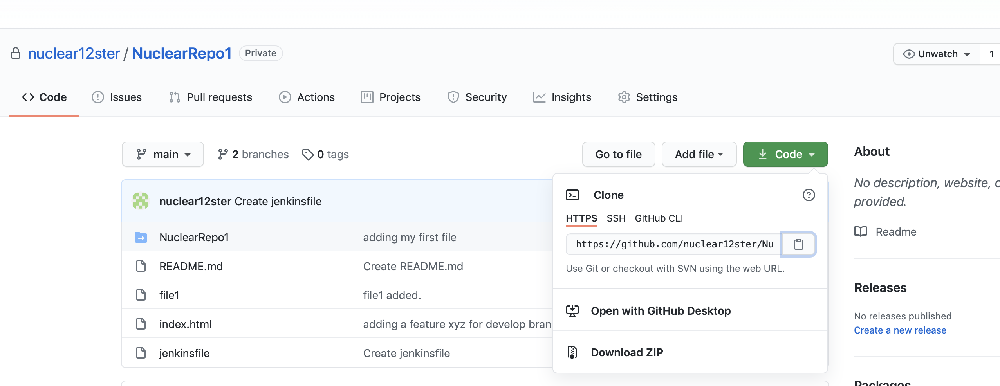 nuclear12ster / NuclearRepo1 Private
Unwatch 1
Code Issues Pull requests Actions Projects Security Insights Settings
main 2 branches 0 tags
Go to file Add file Code
nuclear12ster Create jenkinsfile
NuclearRepo1 adding my first file
README.md Create README.md
file1 file1 added.
index.html adding a feature xyz for develop bran
jenkinsfile Create jenkinsfile
Clone
HTTPS SSH GitHub CLI
https://github.com/nuclear12ster/Nu
Use Git or checkout with SVN using the web URL.
Open with GitHub Desktop
Download ZIP
About
No description, website, o
provided.
Readme
Releases
No releases published
Create a new release
Packages